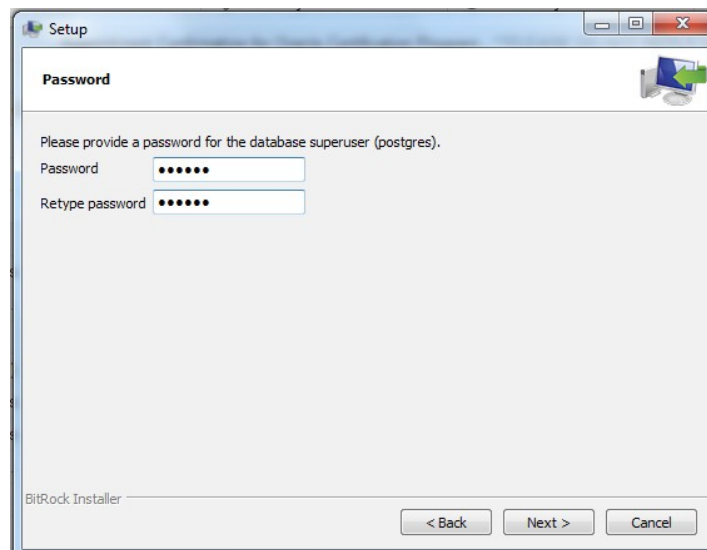 Setup
Password
Please provide a password for the database superuser (postgres).
Password ••••••
Retype password ••••••
BitRock Installer
< Back Next > Cancel